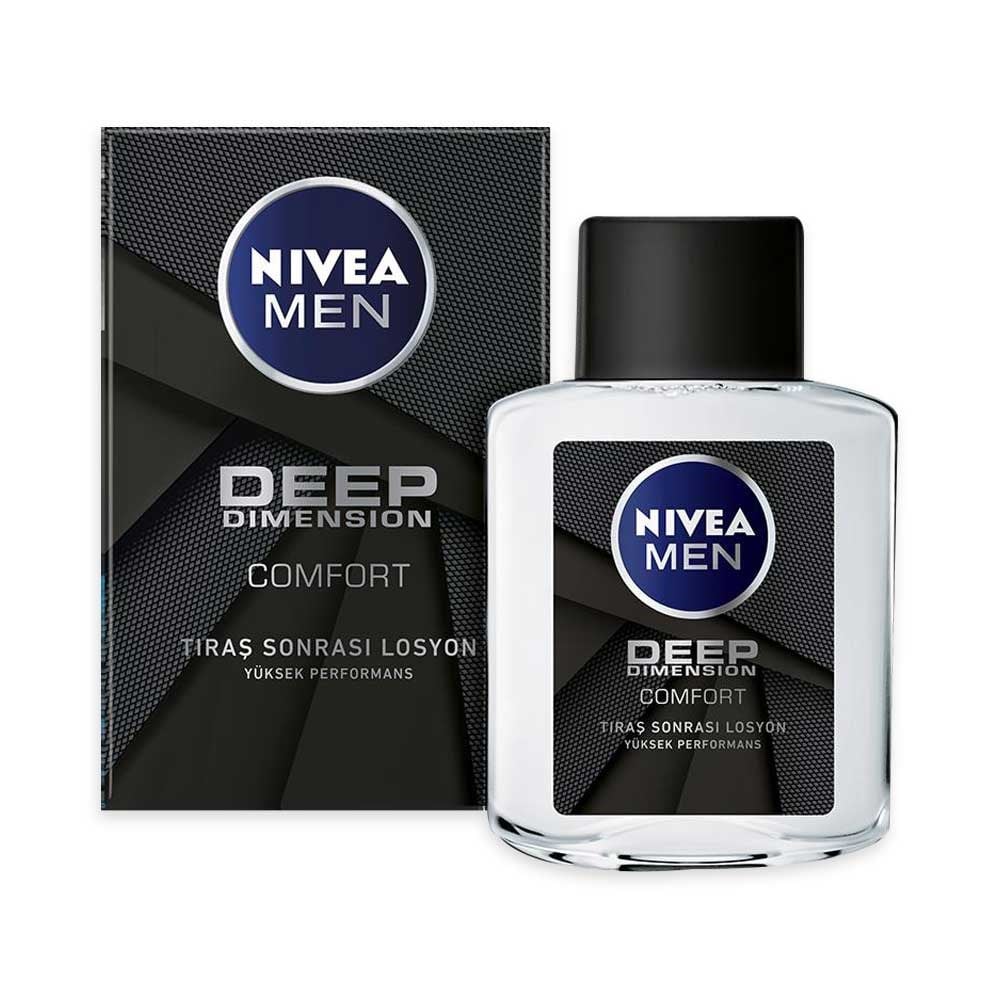 NIVEA
MEN
DEEP
DIMENSION
COMFORT
TIRAŞ SONRASI LOSYON
YÜKSEK PERFORMANS
NIVEA
MEN
DEEP
DIMENSION
COMFORT
TIRAŞ SONRASI LOSYON
YÜKSEK PERFORMANS